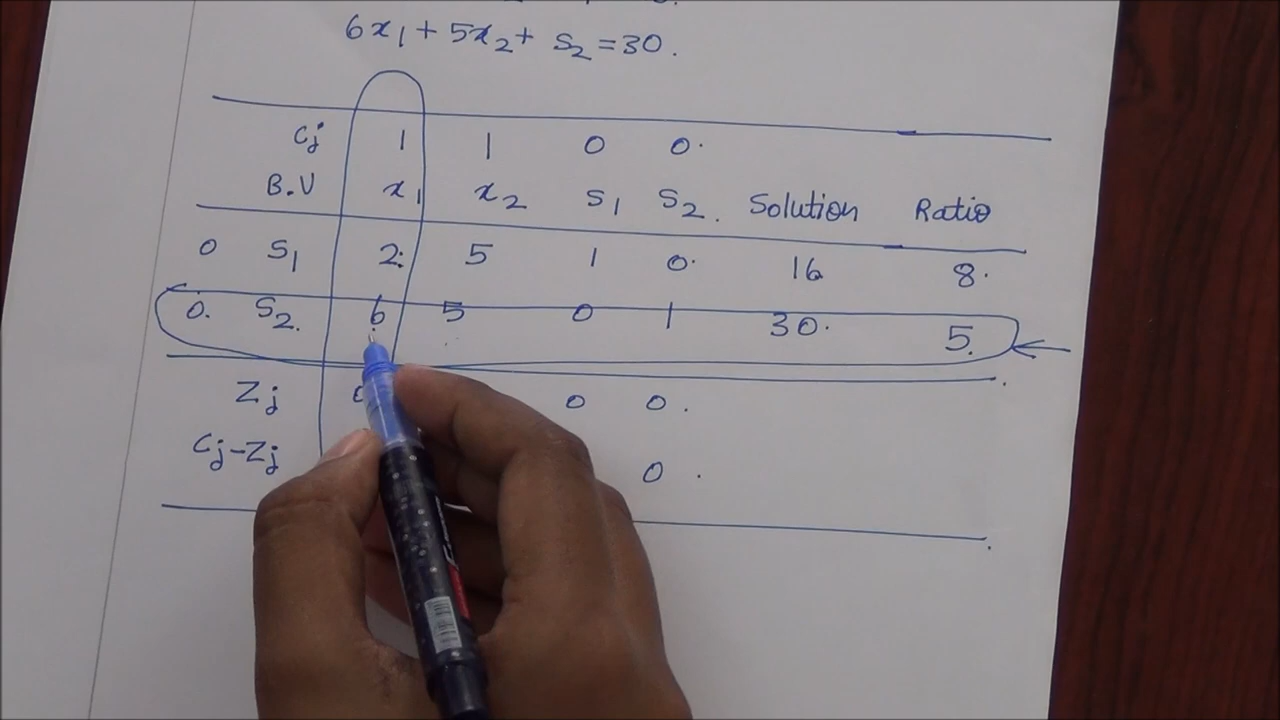 6x₁ + 5x₂ + S₂ = 30.
Cj 1 1 0 0.
B.V x₁ x₂ S₁ S₂. Solution Ratio
0 S₁ 2 5 1 0 16 8.
0. S₂ 6 5 0 1 30. 5.
Zj 0 0 0.
Cj-Zj 0